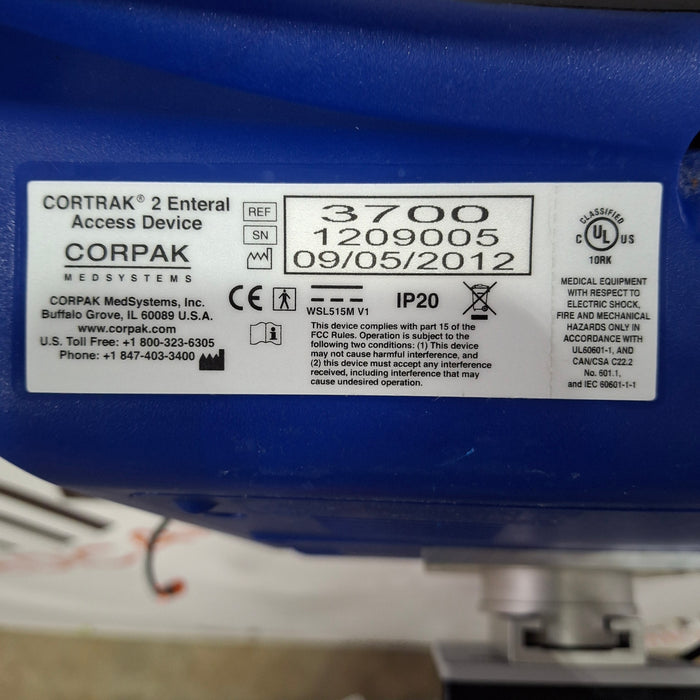 CORTRAK® 2 Enteral
Access Device
CORPAK
MEDSYSTEMS
CORPAK MedSystems, Inc.
Buffalo Grove, IL 60089 U.S.A.
www.corpak.com
U.S. Toll Free: +1 800-323-6305
Phone: +1 847-403-3400
REF 3700
SN 1209005
09/05/2012
CE
WSL515M V1
IP20
This device complies with part 15 of the
FCC Rules. Operation is subject to the
following two conditions: (1) This device
may not cause harmful interference, and
(2) this device must accept any interference
received, including interference that may
cause undesired operation.
CLASSIFIED
C UL US
10RK
MEDICAL EQUIPMENT
WITH RESPECT TO
ELECTRIC SHOCK,
FIRE AND MECHANICAL
HAZARDS ONLY IN
ACCORDANCE WITH
UL60601-1, AND
CAN/CSA C22.2
No. 601.1,
and IEC 60601-1-1